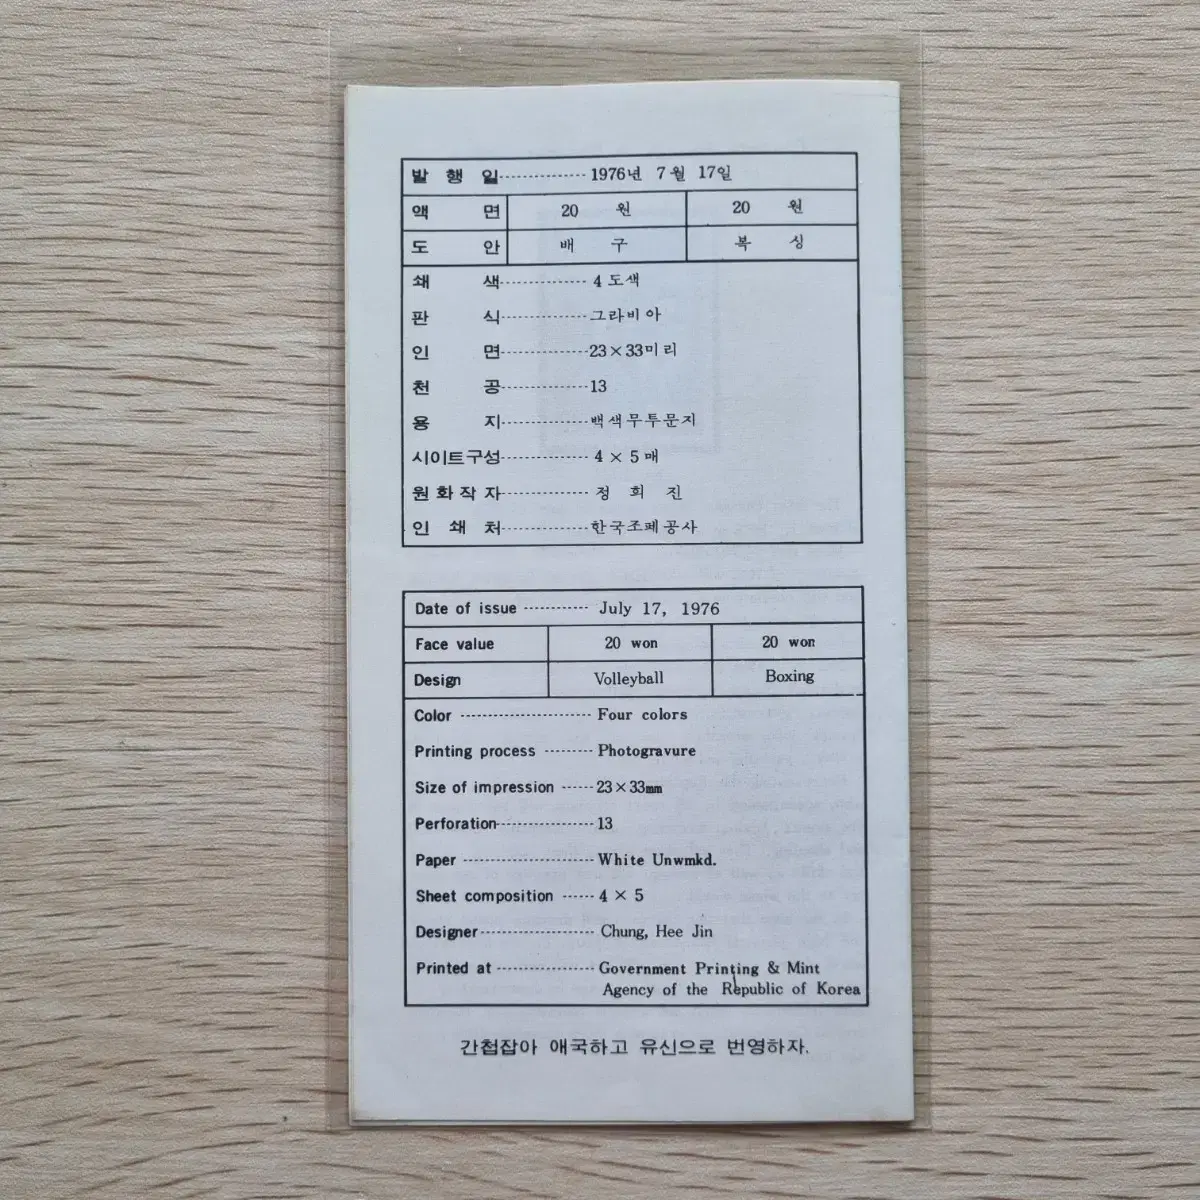 발 행 일 -------------- 1976년 7월 17일
액 면 20 원 20 원
도 안 배 구 복 싱
쇄 색 -------------- 4 도색
판 식 -------------- 그라비아
인 면 -------------- 23×33미리
천 공 -------------- 13
용 지 -------------- 백색무투문지
시이트구성 -------------- 4 × 5 매
원화작자 -------------- 정 희 진
인 쇄 처 -------------- 한국조폐공사
Date of issue ----------- July 17, 1976
Face value 20 won 20 won
Design Volleyball Boxing
Color ---------------------- Four colors
Printing process -------- Photogravure
Size of impression ------ 23×33mm
Perforation ---------------- 13
Paper ---------------------- White Unwmkd.
Sheet composition ------ 4 × 5
Designer ------------------- Chung, Hee Jin
Printed at ---------------- Government Printing & Mint
Agency of the Republic of Korea
간첩잡아 애국하고 유신으로 번영하자.